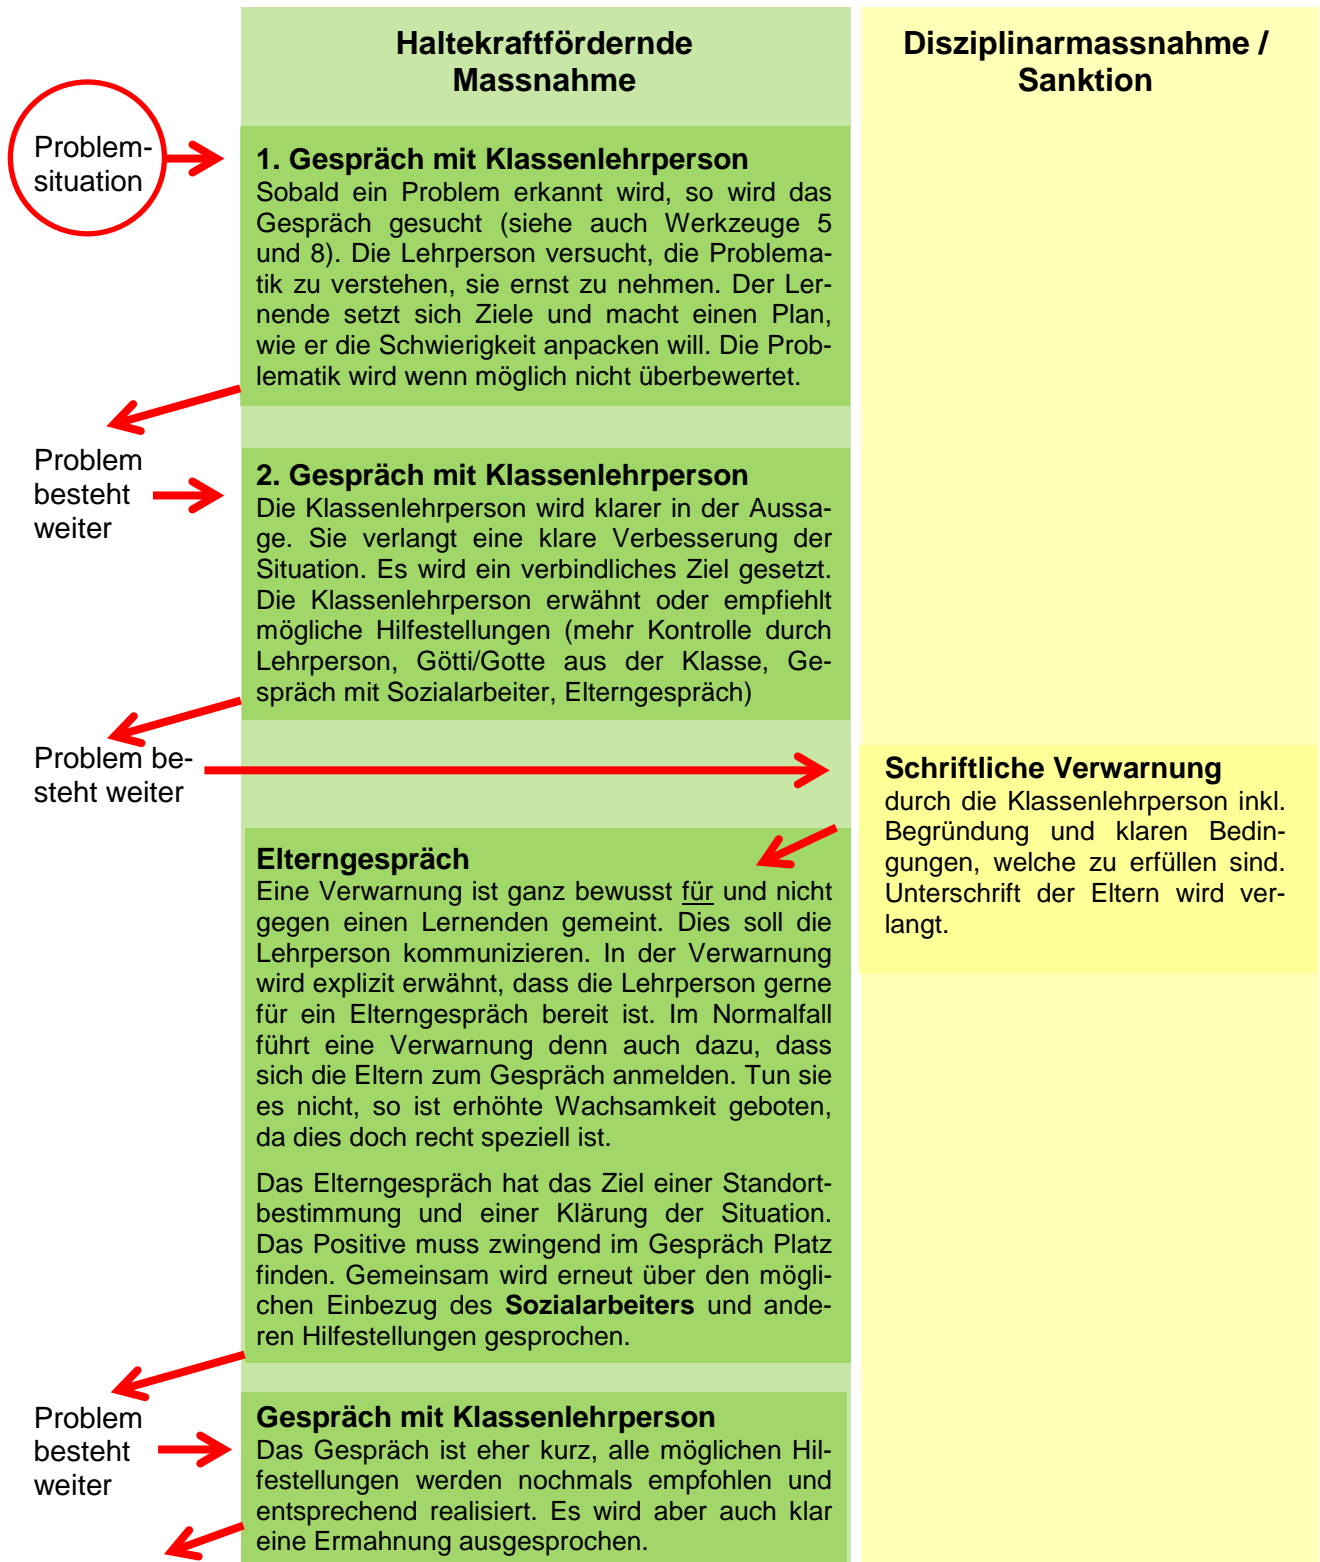 Haltekraftfördernde
Massnahme
Disziplinarmassnahme /
Sanktion
Problem-
situation
1. Gespräch mit Klassenlehrperson
Sobald ein Problem erkannt wird, so wird das
Gespräch gesucht (siehe auch Werkzeuge 5
und 8). Die Lehrperson versucht, die Problema-
tik zu verstehen, sie ernst zu nehmen. Der Ler-
nende setzt sich Ziele und macht einen Plan,
wie er die Schwierigkeit anpacken will. Die Prob-
lematik wird wenn möglich nicht überbewertet.
Problem
besteht
weiter
2. Gespräch mit Klassenlehrperson
Die Klassenlehrperson wird klarer in der Aussa-
ge. Sie verlangt eine klare Verbesserung der
Situation. Es wird ein verbindliches Ziel gesetzt.
Die Klassenlehrperson erwähnt oder empfiehlt
mögliche Hilfestellungen (mehr Kontrolle durch
Lehrperson, Götti/Gotte aus der Klasse, Ge-
spräch mit Sozialarbeiter, Elterngespräch)
Problem be-
steht weiter
Schriftliche Verwarnung
durch die Klassenlehrperson inkl.
Begründung und klaren Bedin-
gungen, welche zu erfüllen sind.
Unterschrift der Eltern wird ver-
langt.
Elterngespräch
Eine Verwarnung ist ganz bewusst für und nicht
gegen einen Lernenden gemeint. Dies soll die
Lehrperson kommunizieren. In der Verwarnung
wird explizit erwähnt, dass die Lehrperson gerne
für ein Elterngespräch bereit ist. Im Normalfall
führt eine Verwarnung denn auch dazu, dass
sich die Eltern zum Gespräch anmelden. Tun sie
es nicht, so ist erhöhte Wachsamkeit geboten,
da dies doch recht speziell ist.
Das Elterngespräch hat das Ziel einer Standort-
bestimmung und einer Klärung der Situation.
Das Positive muss zwingend im Gespräch Platz
finden. Gemeinsam wird erneut über den mögli-
chen Einbezug des Sozialarbeiters und ande-
ren Hilfestellungen gesprochen.
Problem
besteht
weiter
Gespräch mit Klassenlehrperson
Das Gespräch ist eher kurz, alle möglichen Hil-
festellungen werden nochmals empfohlen und
entsprechend realisiert. Es wird aber auch klar
eine Ermahnung ausgesprochen.